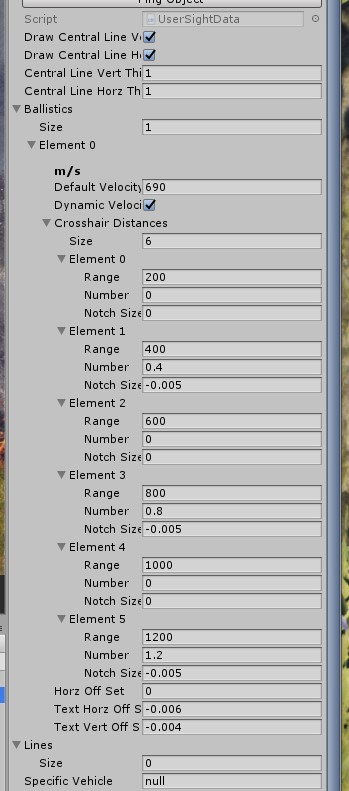 Ping Object
Script UserSightData
Draw Central Line V
Draw Central Line H
Central Line Vert Thi 1
Central Line Horz Th 1
Ballistics
Size 1
Element 0
m/s
Default Velocity 690
Dynamic Veloci
Crosshair Distances
Size 6
Element 0
Range 200
Number 0
Notch Size 0
Element 1
Range 400
Number 0.4
Notch Size -0.005
Element 2
Range 600
Number 0
Notch Size 0
Element 3
Range 800
Number 0.8
Notch Size -0.005
Element 4
Range 1000
Number 0
Notch Size 0
Element 5
Range 1200
Number 1.2
Notch Size -0.005
Horz Off Set 0
Text Horz Off S -0.006
Text Vert Off S -0.004
Lines
Size 0
Specific Vehicle null